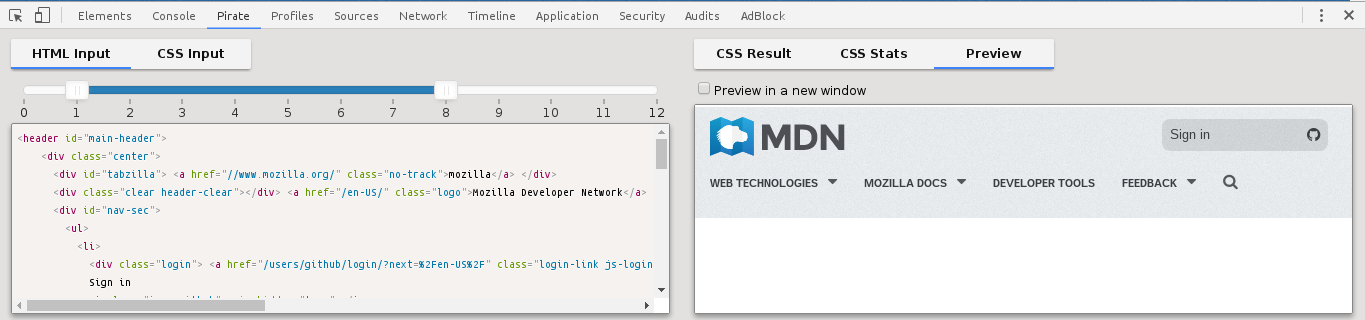 Elements Console Pirate Profiles Sources Network Timeline Application Security Audits AdBlock
HTML Input CSS Input
0 1 2 3 4 5 6 7 8 9 10 11 12
<header id="main-header">
<div class="center">
<div id="tabzilla"> <a href="//www.mozilla.org/" class="no-track">mozilla</a> </div>
<div class="clear header-clear"></div> <a href="/en-US/" class="logo">Mozilla Developer Network</a>
<div id="nav-sec">
<ul>
<li>
<div class="login"> <a href="/users/github/login/?next=%2Fen-US%2F" class="login-link js-login
Sign in
CSS Result CSS Stats Preview
Preview in a new window
MDN
Sign in
WEB TECHNOLOGIES MOZILLA DOCS DEVELOPER TOOLS FEEDBACK